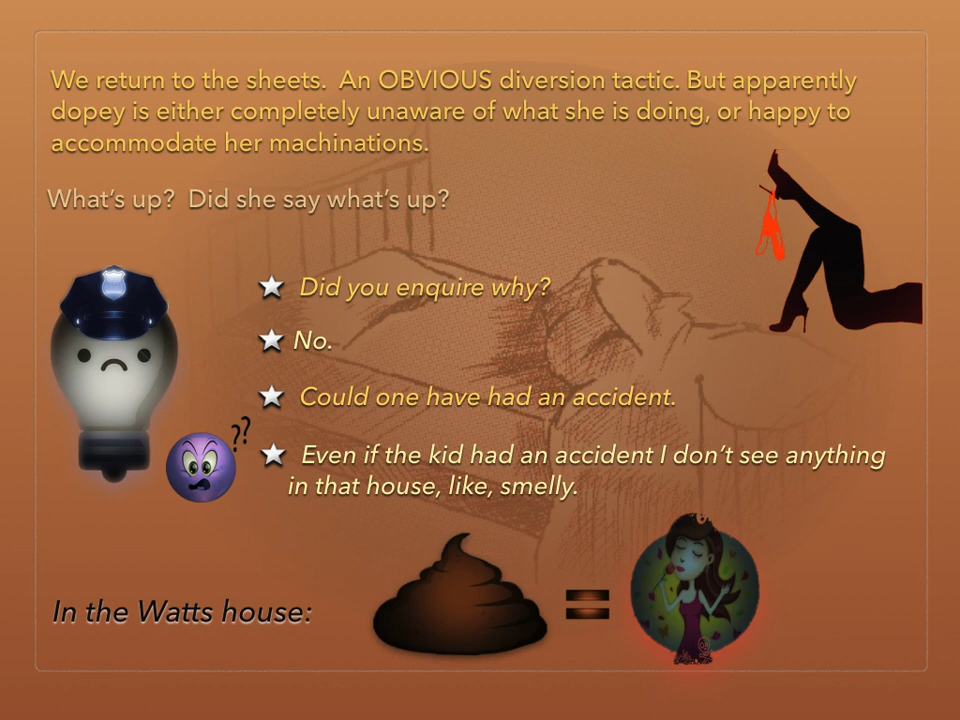 We return to the sheets.  An OBVIOUS diversion tactic. But apparently
dopey is either completely unaware of what she is doing, or happy to
accommodate her machinations.
What’s up?  Did she say what’s up?
Did you enquire why?
No.
??
Could one have had an accident.
Even if the kid had an accident I don’t see anything
in that house, like, smelly.
In the Watts house:
=